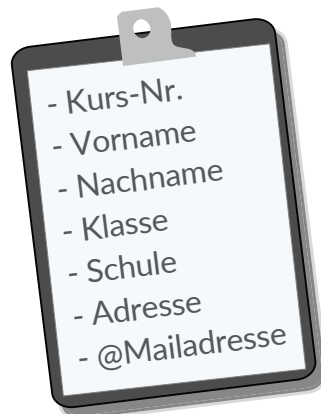 - Kurs-Nr.
- Vorname
- Nachname
- Klasse
- Schule
- Adresse
- @Mailadresse